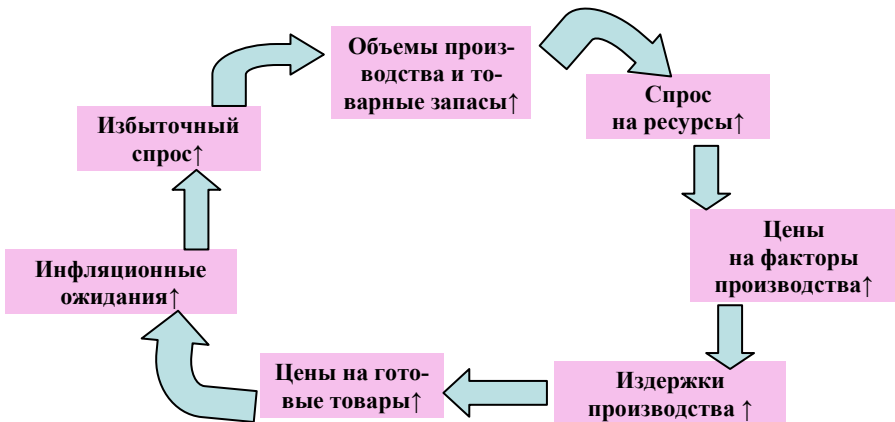 Объемы произ-
водства и то-
варные запасы↑
Спрос
на ресурсы↑
Цены
на факторы
производства↑
Издержки
производства ↑
Цены на гото-
вые товары↑
Инфляционные
ожидания↑
Избыточный
спрос↑